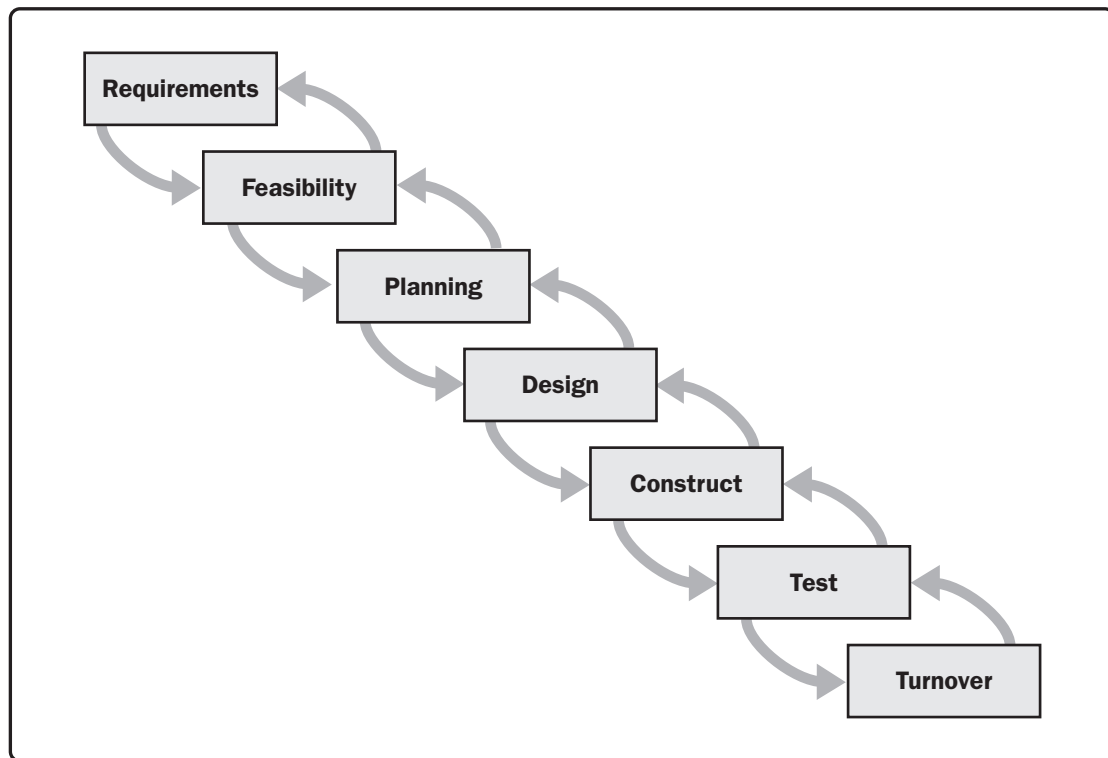 Requirements
Feasibility
Planning
Design
Construct
Test
Turnover